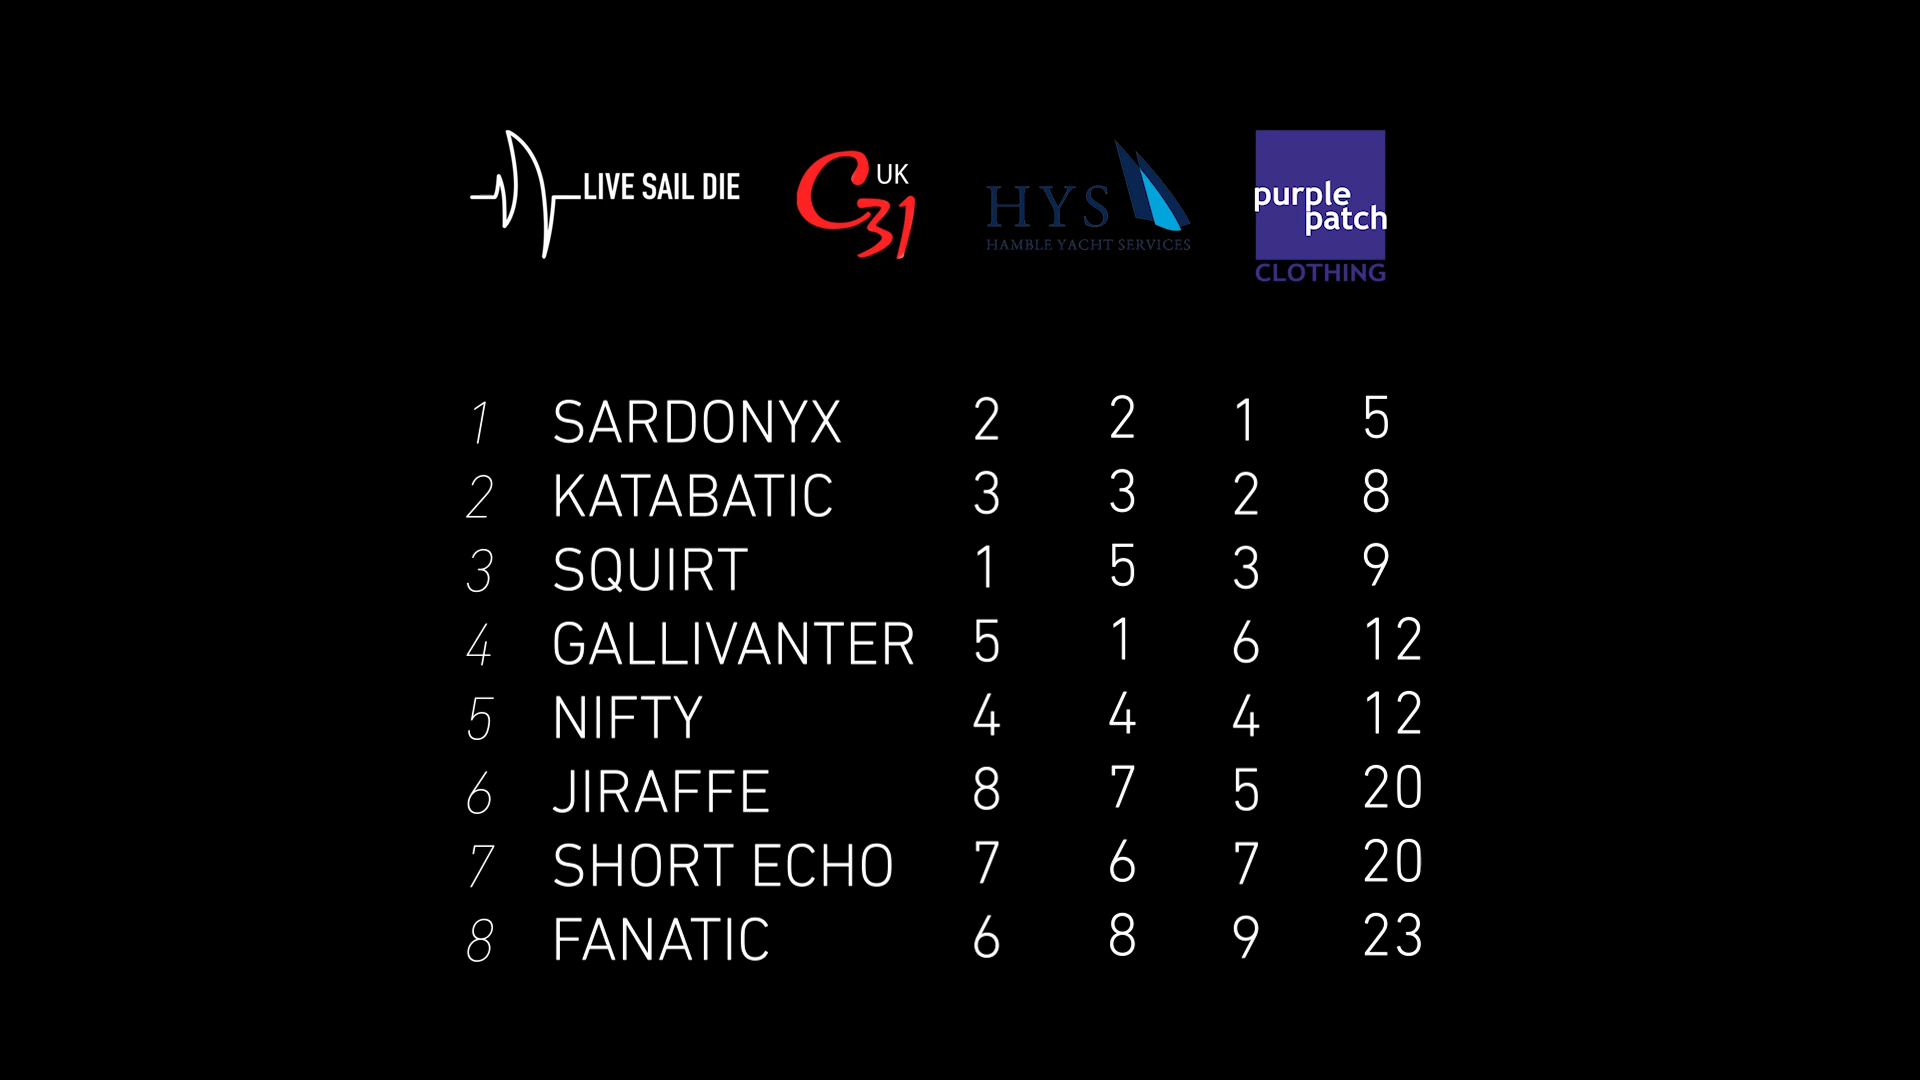 LIVE SAIL DIE
C31 UK
HYS
HAMBLE YACHT SERVICES
purple
patch
CLOTHING
1 SARDONYX 2 2 1 5
2 KATABATIC 3 3 2 8
3 SQUIRT 1 5 3 9
4 GALLIVANTER 5 1 6 12
5 NIFTY 4 4 4 12
6 JIRAFFE 8 7 5 20
7 SHORT ECHO 7 6 7 20
8 FANATIC 6 8 9 23